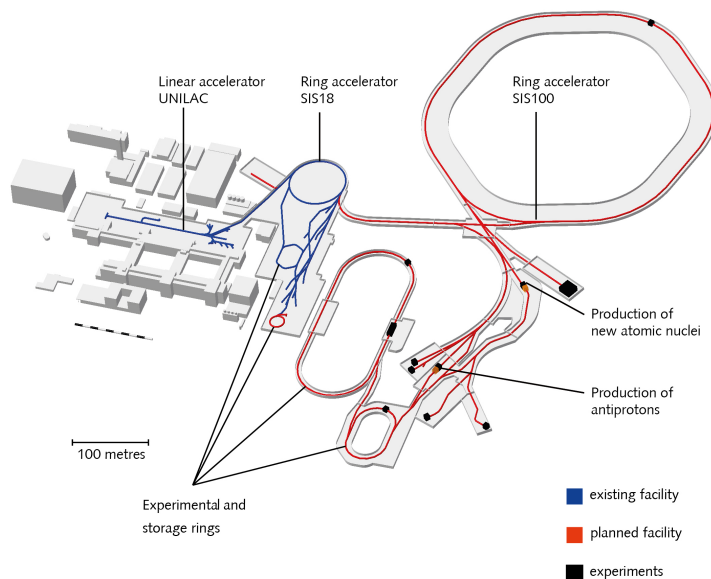 Linear accelerator
UNILAC
Ring accelerator
SIS18
Ring accelerator
SIS100
Production of
new atomic nuclei
Production of
antiprotons
100 metres
Experimental and
storage rings
existing facility
planned facility
experiments